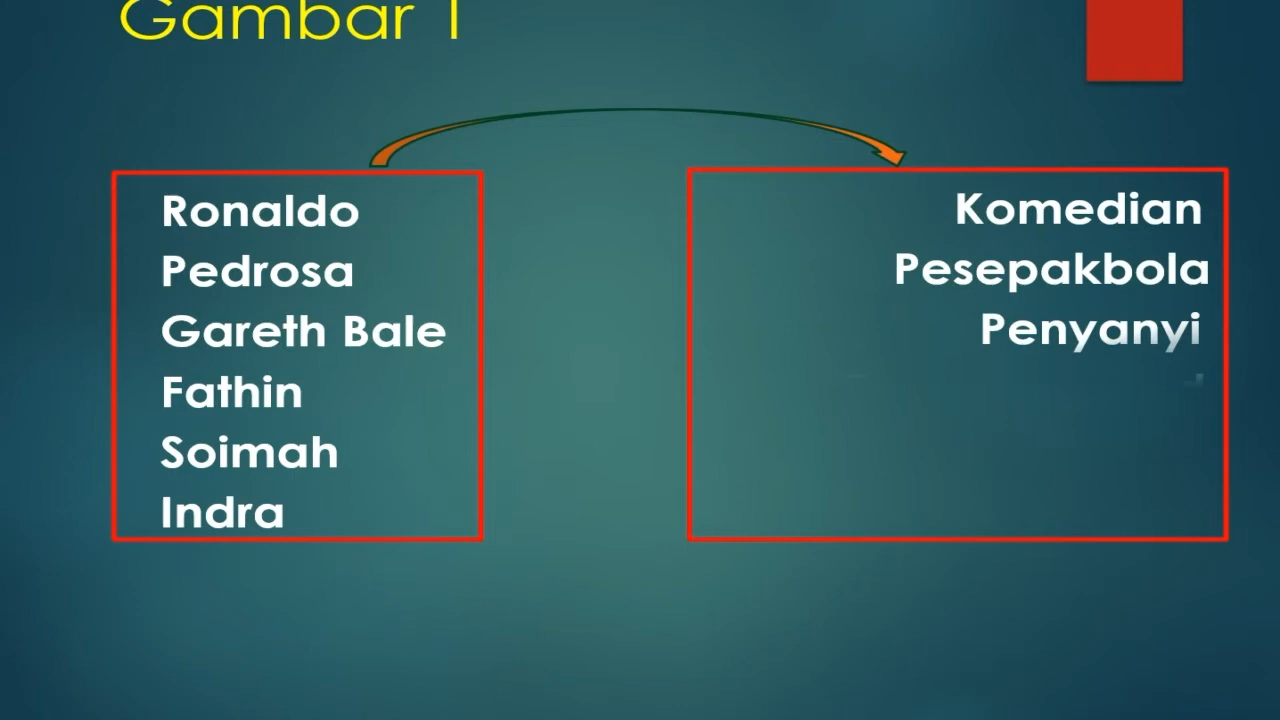 Gambar 1
Ronaldo
Pedrosa
Gareth Bale
Fathin
Soimah
Indra
Komedian
Pesepakbola
Penyanyi